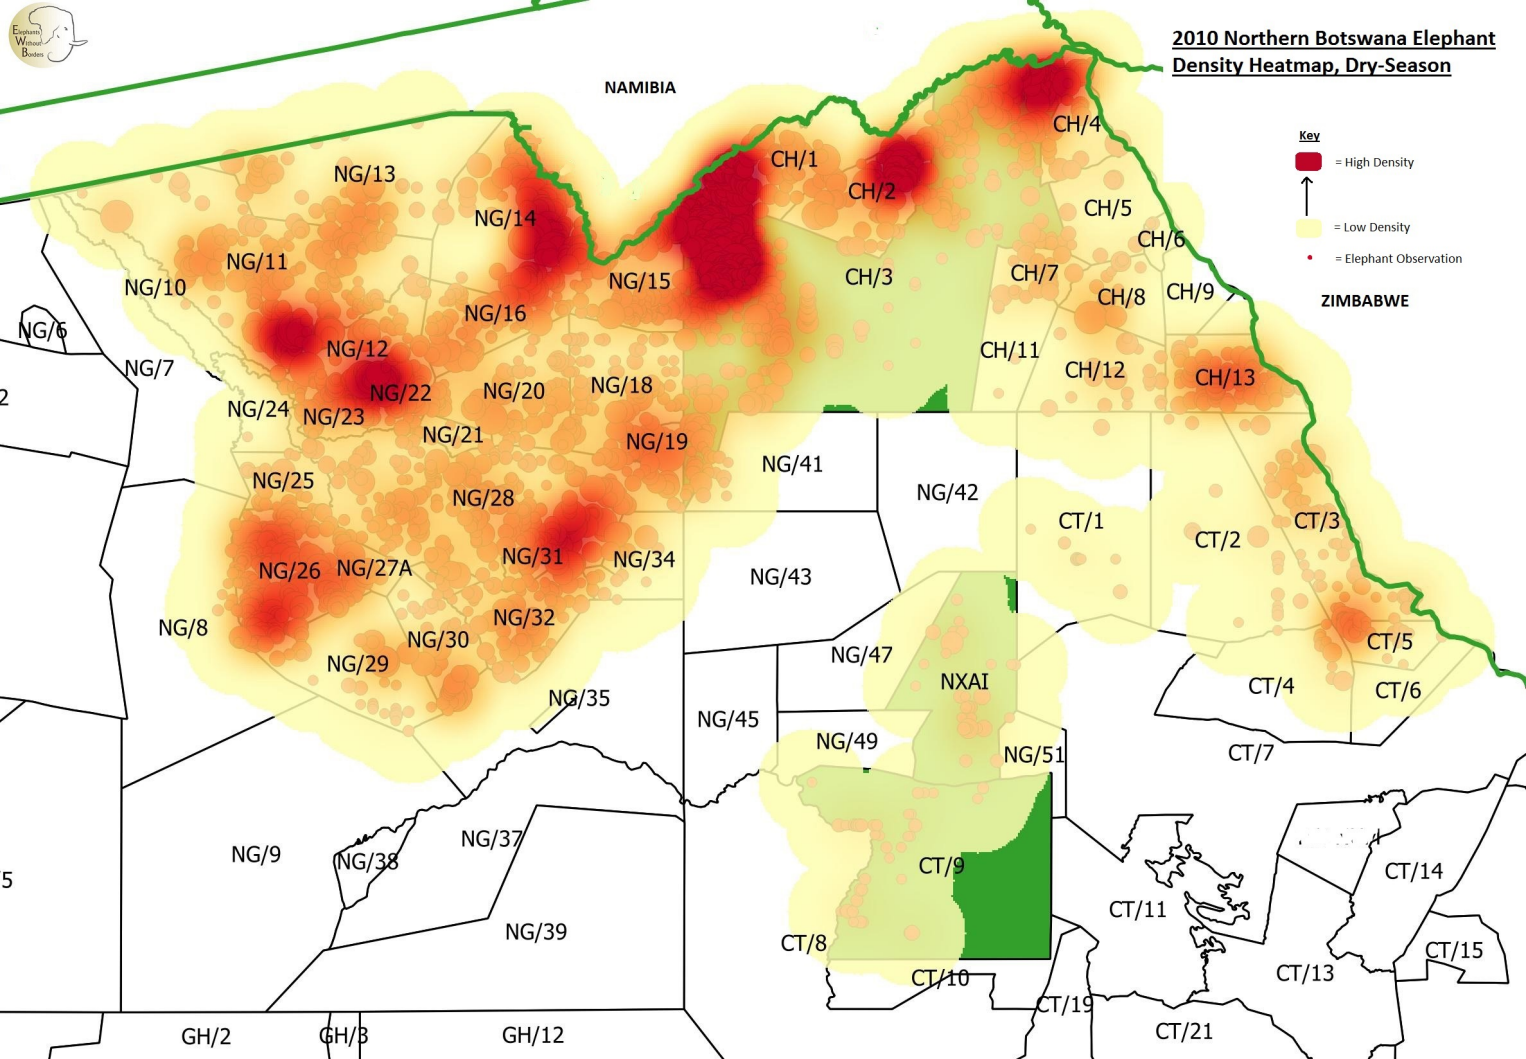 Elephants
Without
Borders
2010 Northern Botswana Elephant
Density Heatmap, Dry-Season
NAMIBIA
Key
= High Density
= Low Density
= Elephant Observation
ZIMBABWE
CH/4
CH/1
NG/13
CH/2
CH/5
NG/14
CH/6
NG/11
CH/7
CH/3
NG/15
NG/10
CH/8
CH/9
NG/16
NG/6
NG/12
CH/11
NG/7
CH/12
CH/13
NG/18
NG/20
NG/22
2
NG/24
NG/23
NG/21
NG/19
NG/41
NG/25
NG/42
NG/28
CT/1
CT/3
CT/2
NG/31
NG/34
NG/26
NG/27A
NG/43
NG/32
NG/8
NG/30
CT/5
NG/47
NG/29
NXAI
CT/4
CT/6
NG/35
NG/45
NG/49
CT/7
NG/51
NG/37
NG/9
NG/38
CT/9
CT/14
/5
CT/11
NG/39
CT/8
CT/15
CT/13
CT/10
CT/19
CT/21
GH/2
GH/3
GH/12